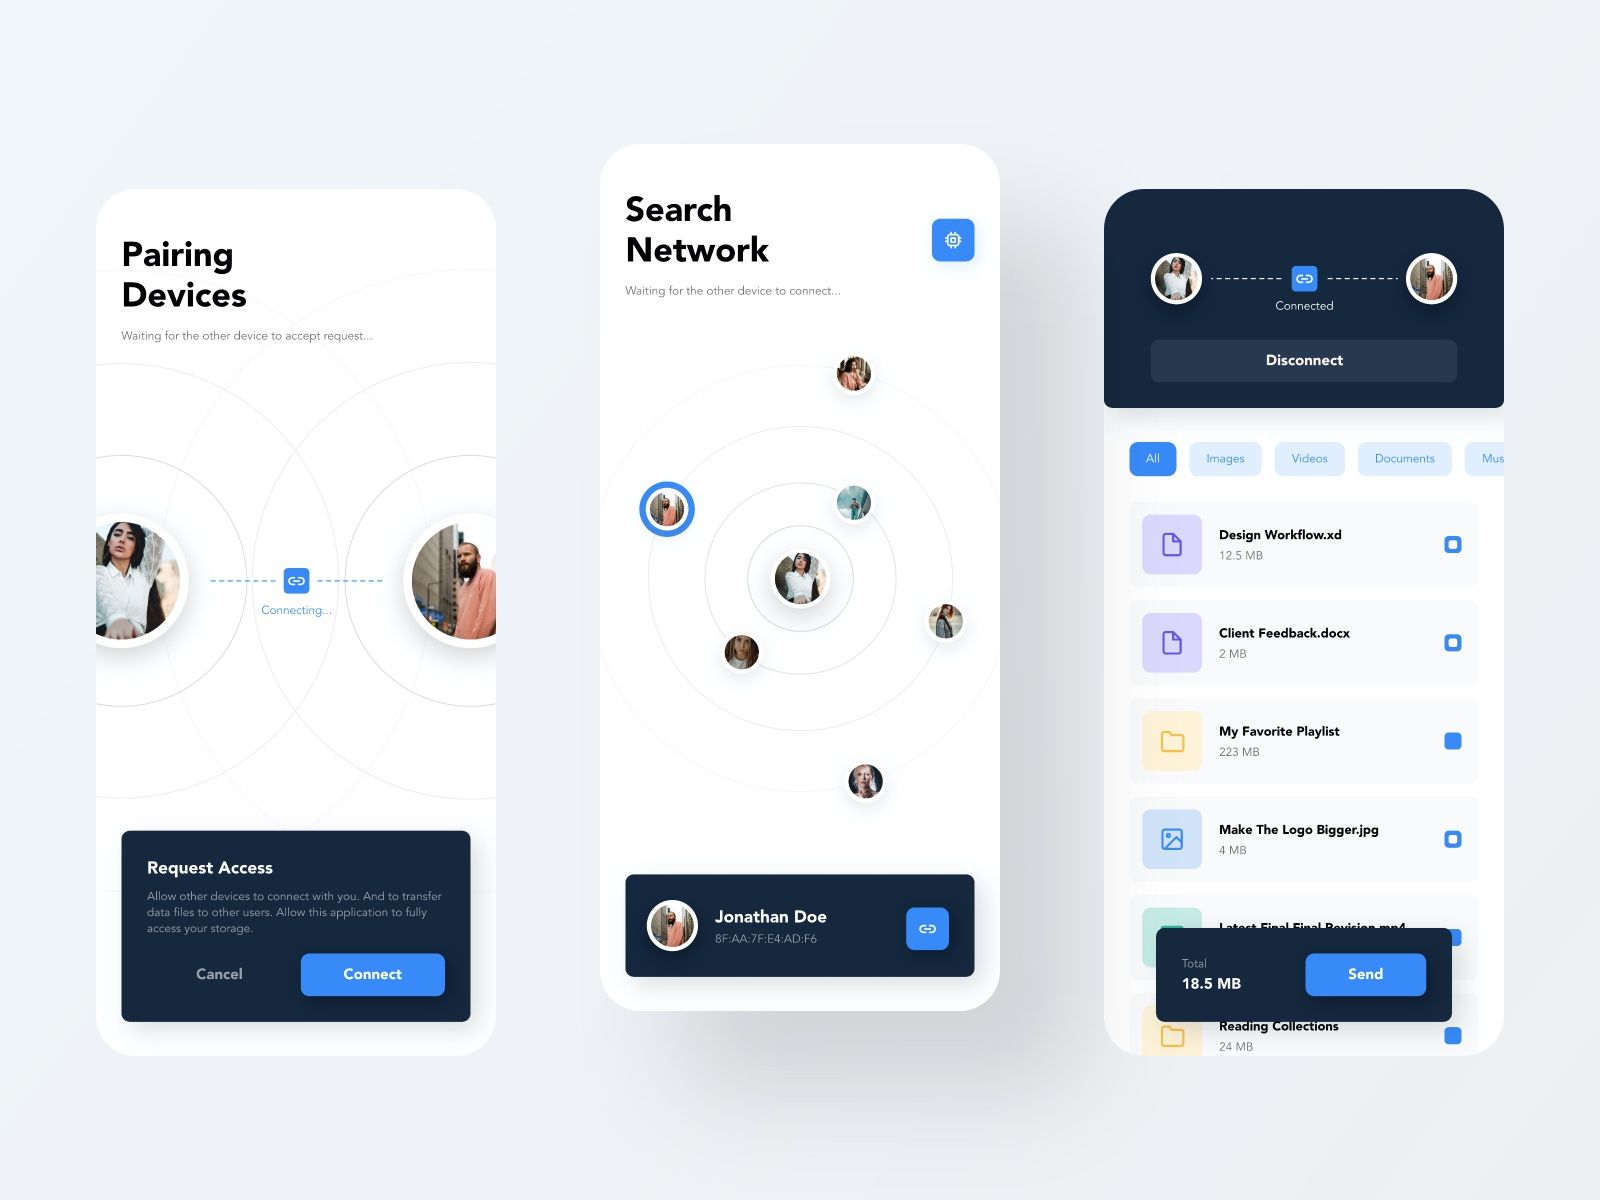 Pairing
Devices
Waiting for the other device to accept request...
Connecting...
Request Access
Allow other devices to connect with you. And to transfer
data files to other users. Allow this application to fully
access your storage.
Cancel
Connect
Search
Network
Waiting for the other device to connect...
Jonathan Doe
8F:AA:7F:E4:AD:F6
Connected
Disconnect
All
Images
Videos
Documents
Mus
Design Workflow.xd
12.5 MB
Client Feedback.docx
2 MB
My Favorite Playlist
223 MB
Make The Logo Bigger.jpg
4 MB
Latest Final Final Revision.mp4
Total
18.5 MB
Send
Reading Collections
24 MB